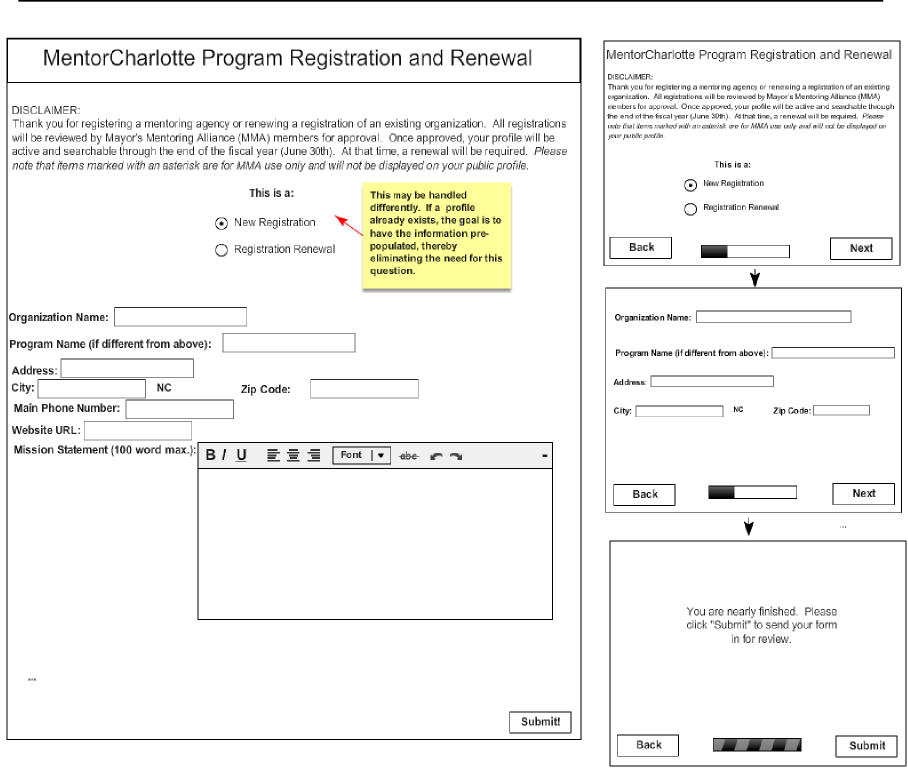 MentorCharlotte Program Registration and Renewal
DISCLAIMER:
Thank you for registering a mentoring agency or renewing a registration of an existing organization. All registrations
will be reviewed by Mayor's Mentoring Alliance (MMA) members for approval. Once approved, your profile will be
active and searchable through the end of the fiscal year (June 30th). At that time, a renewal will be required. Please
note that items marked with an asterisk are for MMA use only and will not be displayed on your public profile.
This is a:
New Registration
Registration Renewal
This may be handled
differently. If a profile
already exists, the goal is to
have the information pre-
populated, thereby
eliminating the need for this
question.
Organization Name:
Program Name (if different from above):
Address:
City: NC Zip Code:
Main Phone Number:
Website URL:
Mission Statement (100 word max.):
B I U Font abc -
...
Submit!
MentorCharlotte Program Registration and Renewal
DISCLAIMER:
Thank you for registering a mentoring agency or renewing a registration of an existing
organization. All registrations will be reviewed by Mayor's Mentoring Alliance (MMA)
members for approval. Once approved, your profile will be active and searchable through
the end of the fiscal year (June 30th). At that time, a renewal will be required. Please
note that items marked with an asterisk are for MMA use only and will not be displayed on
your public profile.
This is a:
New Registration
Registration Renewal
Back Next
Organization Name:
Program Name (if different from above):
Address:
City: NC Zip Code:
Back Next
...
You are nearly finished. Please
click "Submit" to send your form
in for review.
Back Submit